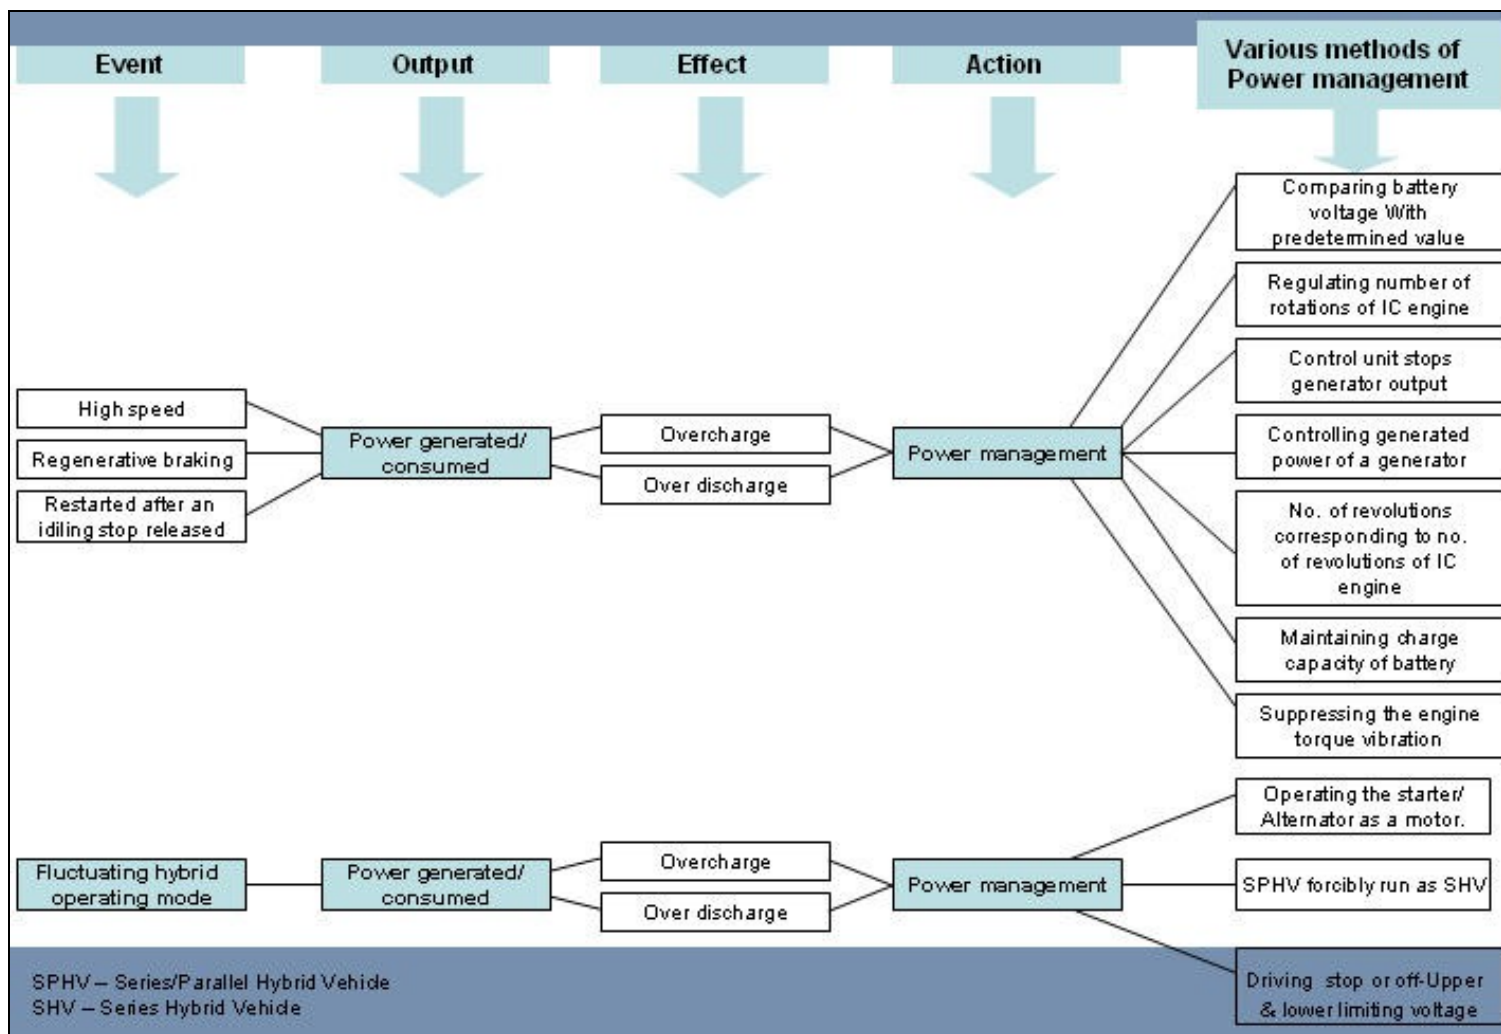 Event
Output
Effect
Action
Various methods of
Power management
Comparing battery
voltage With
predetermined value
Regulating number of
rotations of IC engine
Control unit stops
generator output
High speed
Regenerative braking
Restarted after an
idiling stop released
Power generated/
consumed
Overcharge
Over discharge
Power management
Controlling generated
power of a generator
No. of revolutions
corresponding to no.
of revolutions of IC
engine
Maintaining charge
capacity of battery
Suppressing the engine
torque vibration
Fluctuating hybrid
operating mode
Power generated/
consumed
Overcharge
Over discharge
Power management
Operating the starter/
Alternator as a motor.
SPHV forcibly run as SHV
Driving stop or off-Upper
& lower limiting voltage
SPHV – Series/Parallel Hybrid Vehicle
SHV – Series Hybrid Vehicle